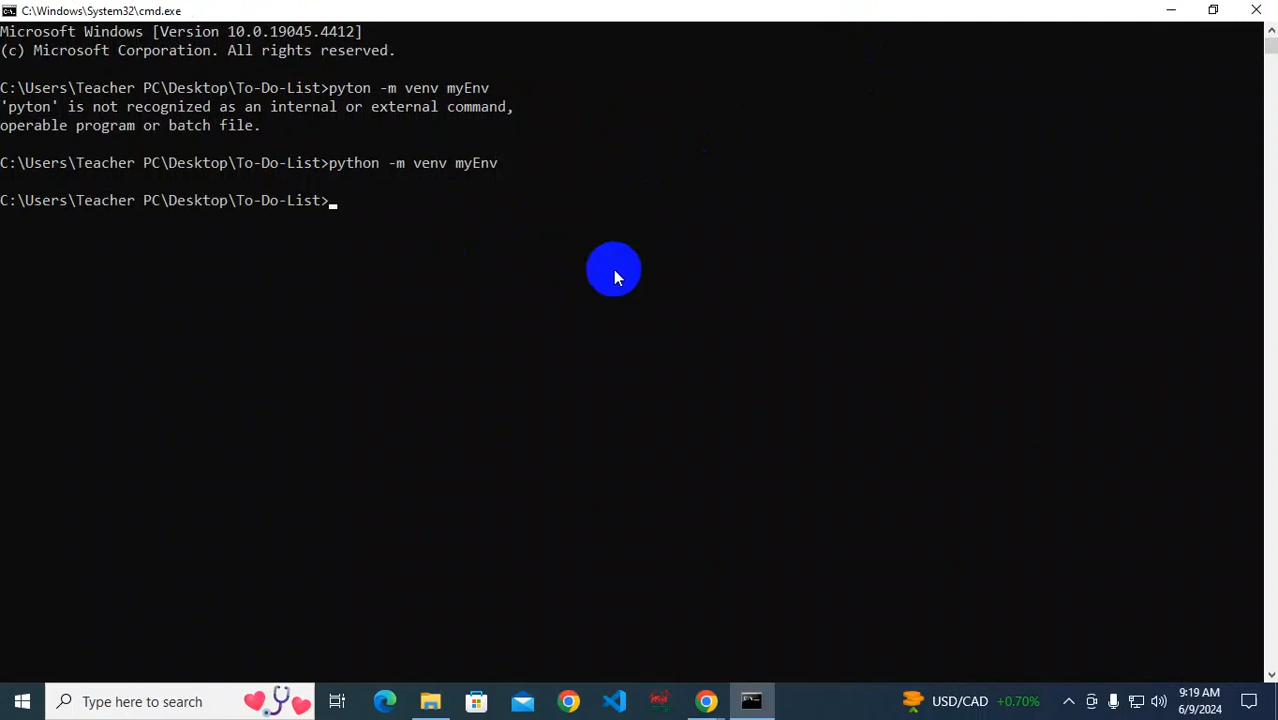 C:\Windows\System32\cmd.exe
Microsoft Windows [Version 10.0.19045.4412]
(c) Microsoft Corporation. All rights reserved.
C:\Users\Teacher PC\Desktop\To-Do-List>pyton -m venv myEnv
'pyton' is not recognized as an internal or external command,
operable program or batch file.
C:\Users\Teacher PC\Desktop\To-Do-List>python -m venv myEnv
C:\Users\Teacher PC\Desktop\To-Do-List>
Type here to search
USD/CAD +0.70%
9:19 AM
6/9/2024